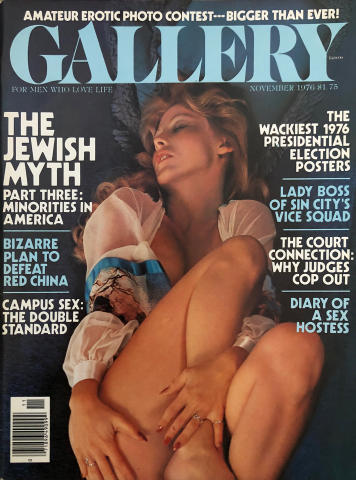 AMATEUR EROTIC PHOTO CONTEST---BIGGER THAN EVER!
GALLERY
FOR MEN WHO LOVE LIFE
NOVEMBER 1976 $1.75
THE
JEWISH
MYTH
PART THREE:
MINORITIES IN
AMERICA
BIZARRE
PLAN TO
DEFEAT
RED CHINA
CAMPUS SEX:
THE DOUBLE
STANDARD
THE
WACKIEST 1976
PRESIDENTIAL
ELECTION
POSTERS
LADY BOSS
OF SIN CITY'S
VICE SQUAD
THE COURT
CONNECTION:
WHY JUDGES
COP OUT
DIARY OF
A SEX
HOSTESS
11